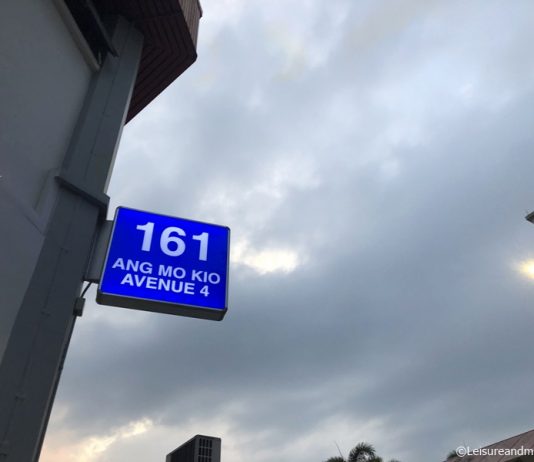 161
ANG MO KIO
AVENUE 4
©Leisureandm